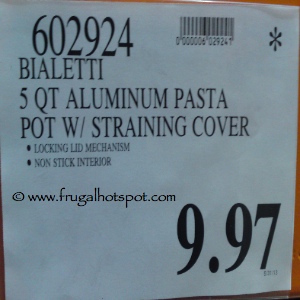 602924
0000006029247
*
BIALETTI
5 QT ALUMINUM PASTA
POT W/ STRAINING COVER
• LOCKING LID MECHANISM
• NON STICK INTERIOR
www.frugalhotspot.com
9.97